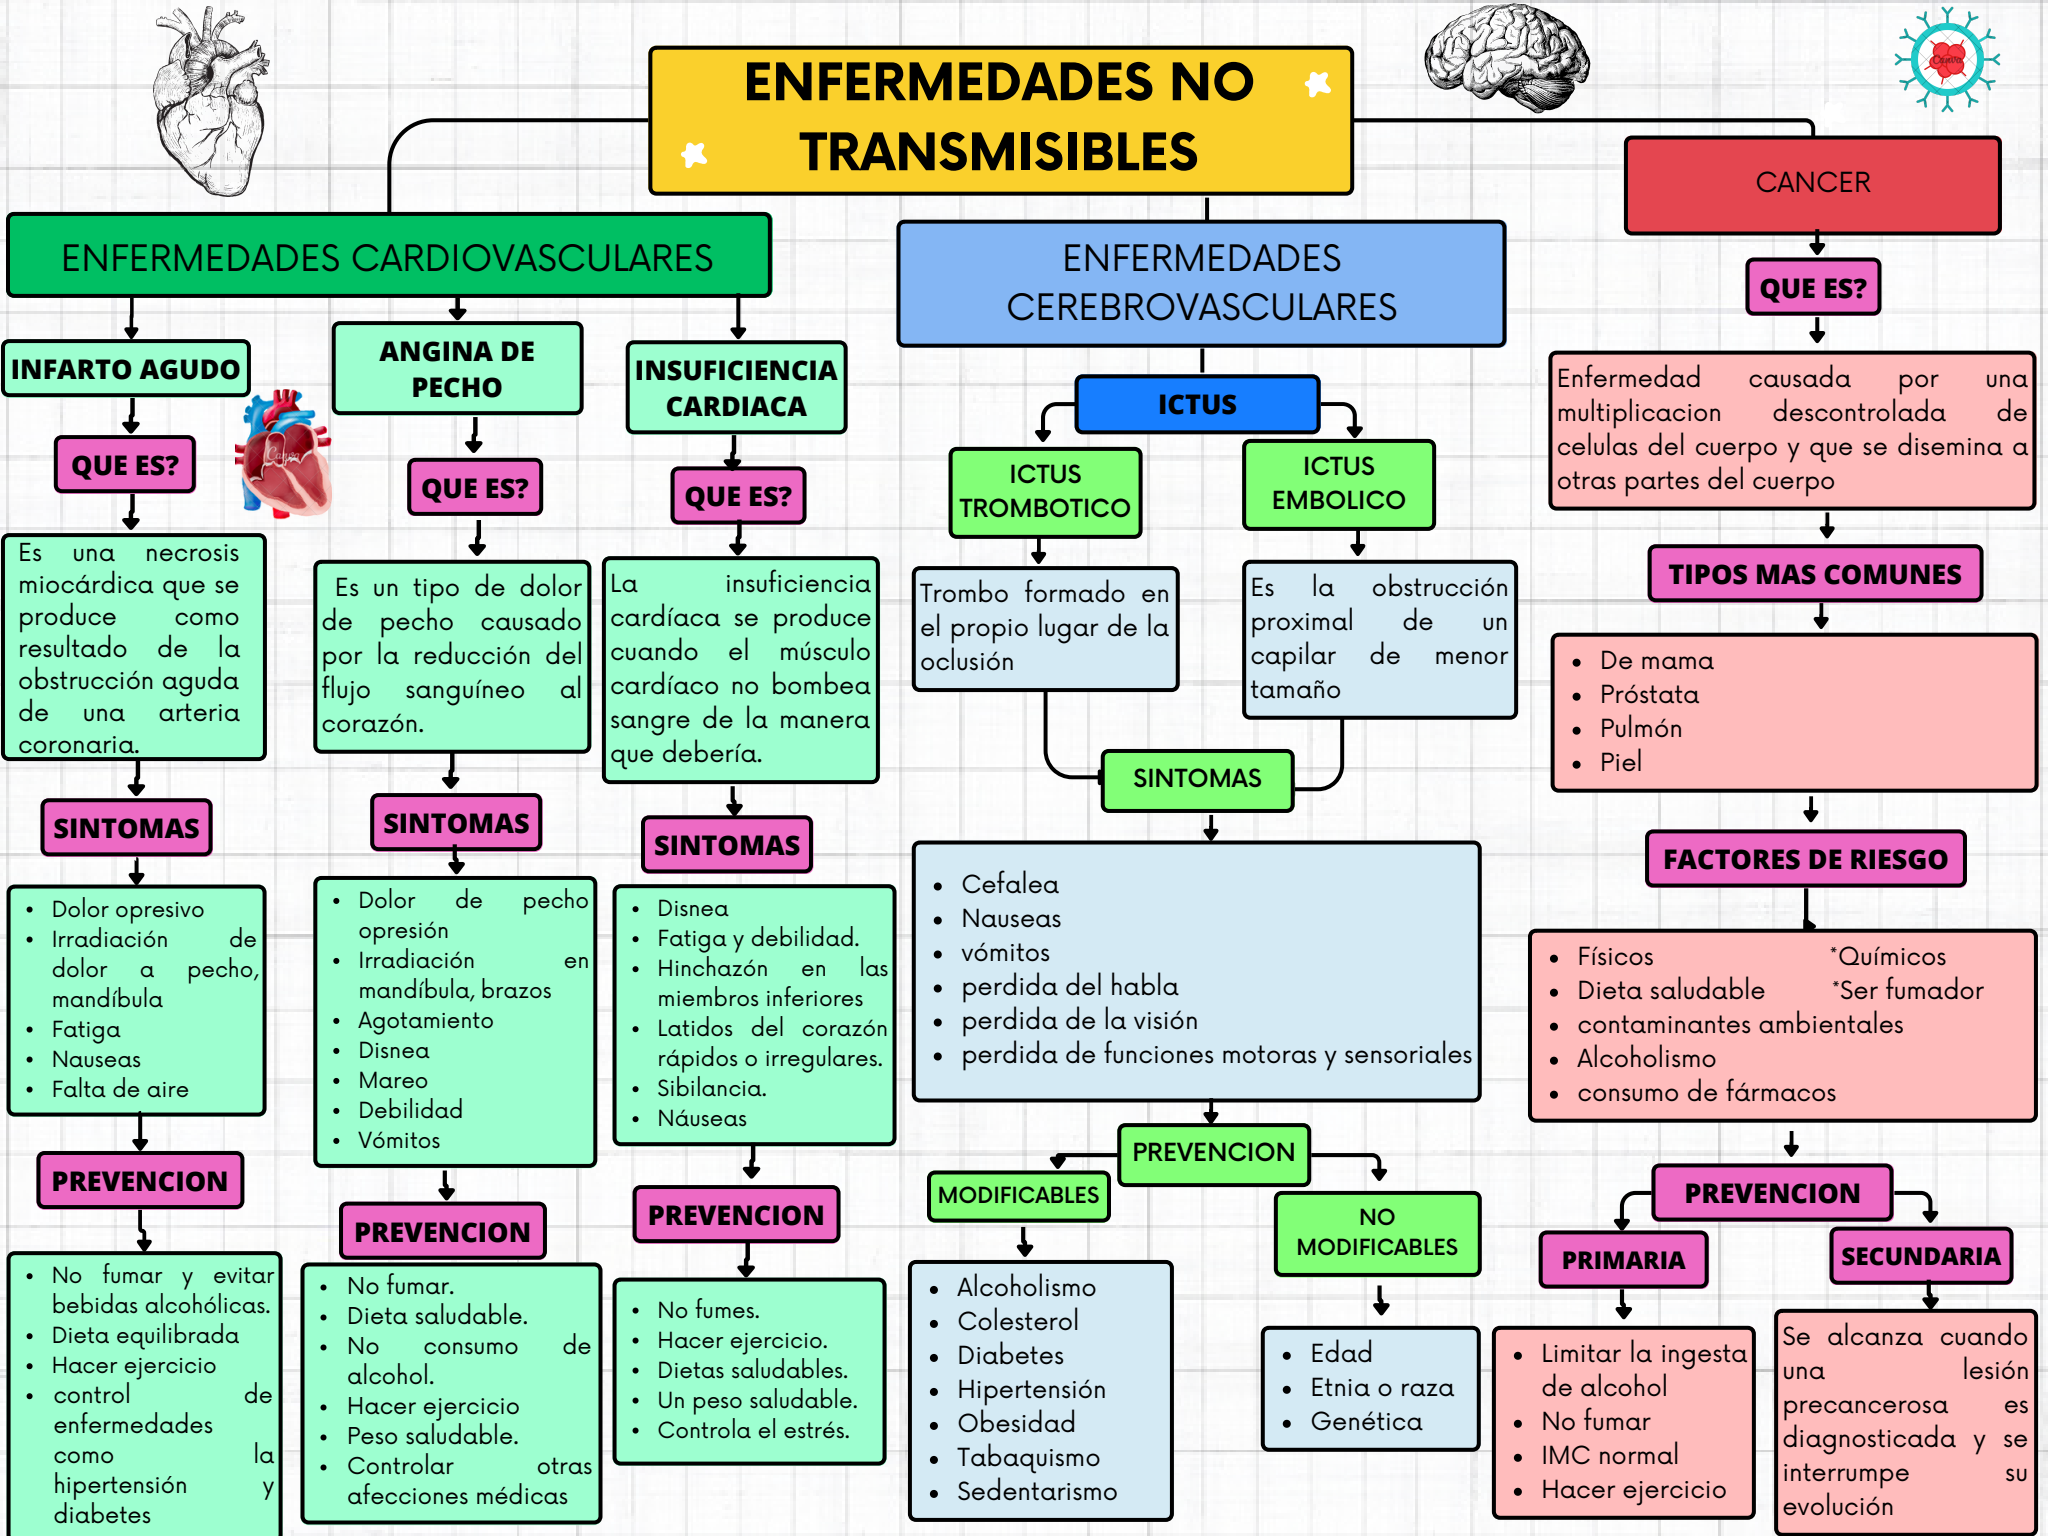 ENFERMEDADES NO
TRANSMISIBLES
ENFERMEDADES CARDIOVASCULARES
INFARTO AGUDO
QUE ES?
Es una necrosis
miocárdica que se
produce como
resultado de la
obstrucción aguda
de una arteria
coronaria.
SINTOMAS
• Dolor opresivo
• Irradiación de
dolor a pecho,
mandíbula
• Fatiga
• Nauseas
• Falta de aire
PREVENCION
• No fumar y evitar
bebidas alcohólicas.
• Dieta equilibrada
• Hacer ejercicio
• control de
enfermedades
como la
hipertensión y
diabetes
ANGINA DE
PECHO
QUE ES?
Es un tipo de dolor
de pecho causado
por la reducción del
flujo sanguíneo al
corazón.
SINTOMAS
• Dolor de pecho
opresión
• Irradiación en
mandíbula, brazos
• Agotamiento
• Disnea
• Mareo
• Debilidad
• Vómitos
PREVENCION
• No fumar.
• Dieta saludable.
• No consumo de
alcohol.
• Hacer ejercicio
• Peso saludable.
• Controlar otras
afecciones médicas
INSUFICIENCIA
CARDIACA
QUE ES?
La insuficiencia
cardíaca se produce
cuando el músculo
cardíaco no bombea
sangre de la manera
que debería.
SINTOMAS
• Disnea
• Fatiga y debilidad.
• Hinchazón en las
miembros inferiores
• Latidos del corazón
rápidos o irregulares.
• Sibilancia.
• Náuseas
PREVENCION
• No fumes.
• Hacer ejercicio.
• Dietas saludables.
• Un peso saludable.
• Controla el estrés.
ENFERMEDADES
CEREBROVASCULARES
ICTUS
ICTUS
TROMBOTICO
Trombo formado en
el propio lugar de la
oclusión
ICTUS
EMBOLICO
Es la obstrucción
proximal de un
capilar de menor
tamaño
SINTOMAS
• Cefalea
• Nauseas
• vómitos
• perdida del habla
• perdida de la visión
• perdida de funciones motoras y sensoriales
PREVENCION
MODIFICABLES
• Alcoholismo
• Colesterol
• Diabetes
• Hipertensión
• Obesidad
• Tabaquismo
• Sedentarismo
NO
MODIFICABLES
• Edad
• Etnia o raza
• Genética
CANCER
QUE ES?
Enfermedad causada por una
multiplicacion descontrolada de
celulas del cuerpo y que se disemina a
otras partes del cuerpo
TIPOS MAS COMUNES
• De mama
• Próstata
• Pulmón
• Piel
FACTORES DE RIESGO
• Físicos *Químicos
• Dieta saludable *Ser fumador
• contaminantes ambientales
• Alcoholismo
• consumo de fármacos
PREVENCION
PRIMARIA
• Limitar la ingesta
de alcohol
• No fumar
• IMC normal
• Hacer ejercicio
SECUNDARIA
Se alcanza cuando
una lesión
precancerosa es
diagnosticada y se
interrumpe su
evolución
Canva
Canva